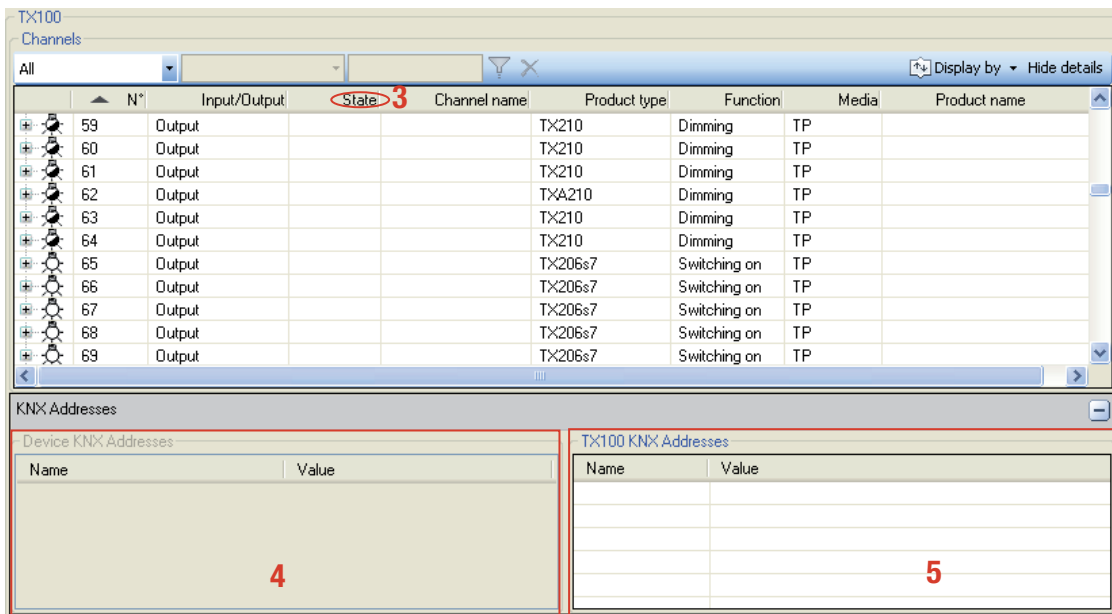 TX100
Channels
All Display by Hide details
N° Input/Output State 3 Channel name Product type Function Media Product name
59 Output TX210 Dimming TP
60 Output TX210 Dimming TP
61 Output TX210 Dimming TP
62 Output TXA210 Dimming TP
63 Output TX210 Dimming TP
64 Output TX210 Dimming TP
65 Output TX206s7 Switching on TP
66 Output TX206s7 Switching on TP
67 Output TX206s7 Switching on TP
68 Output TX206s7 Switching on TP
69 Output TX206s7 Switching on TP
KNX Addresses
Device KNX Addresses
Name Value
4
TX100 KNX Addresses
Name Value
5